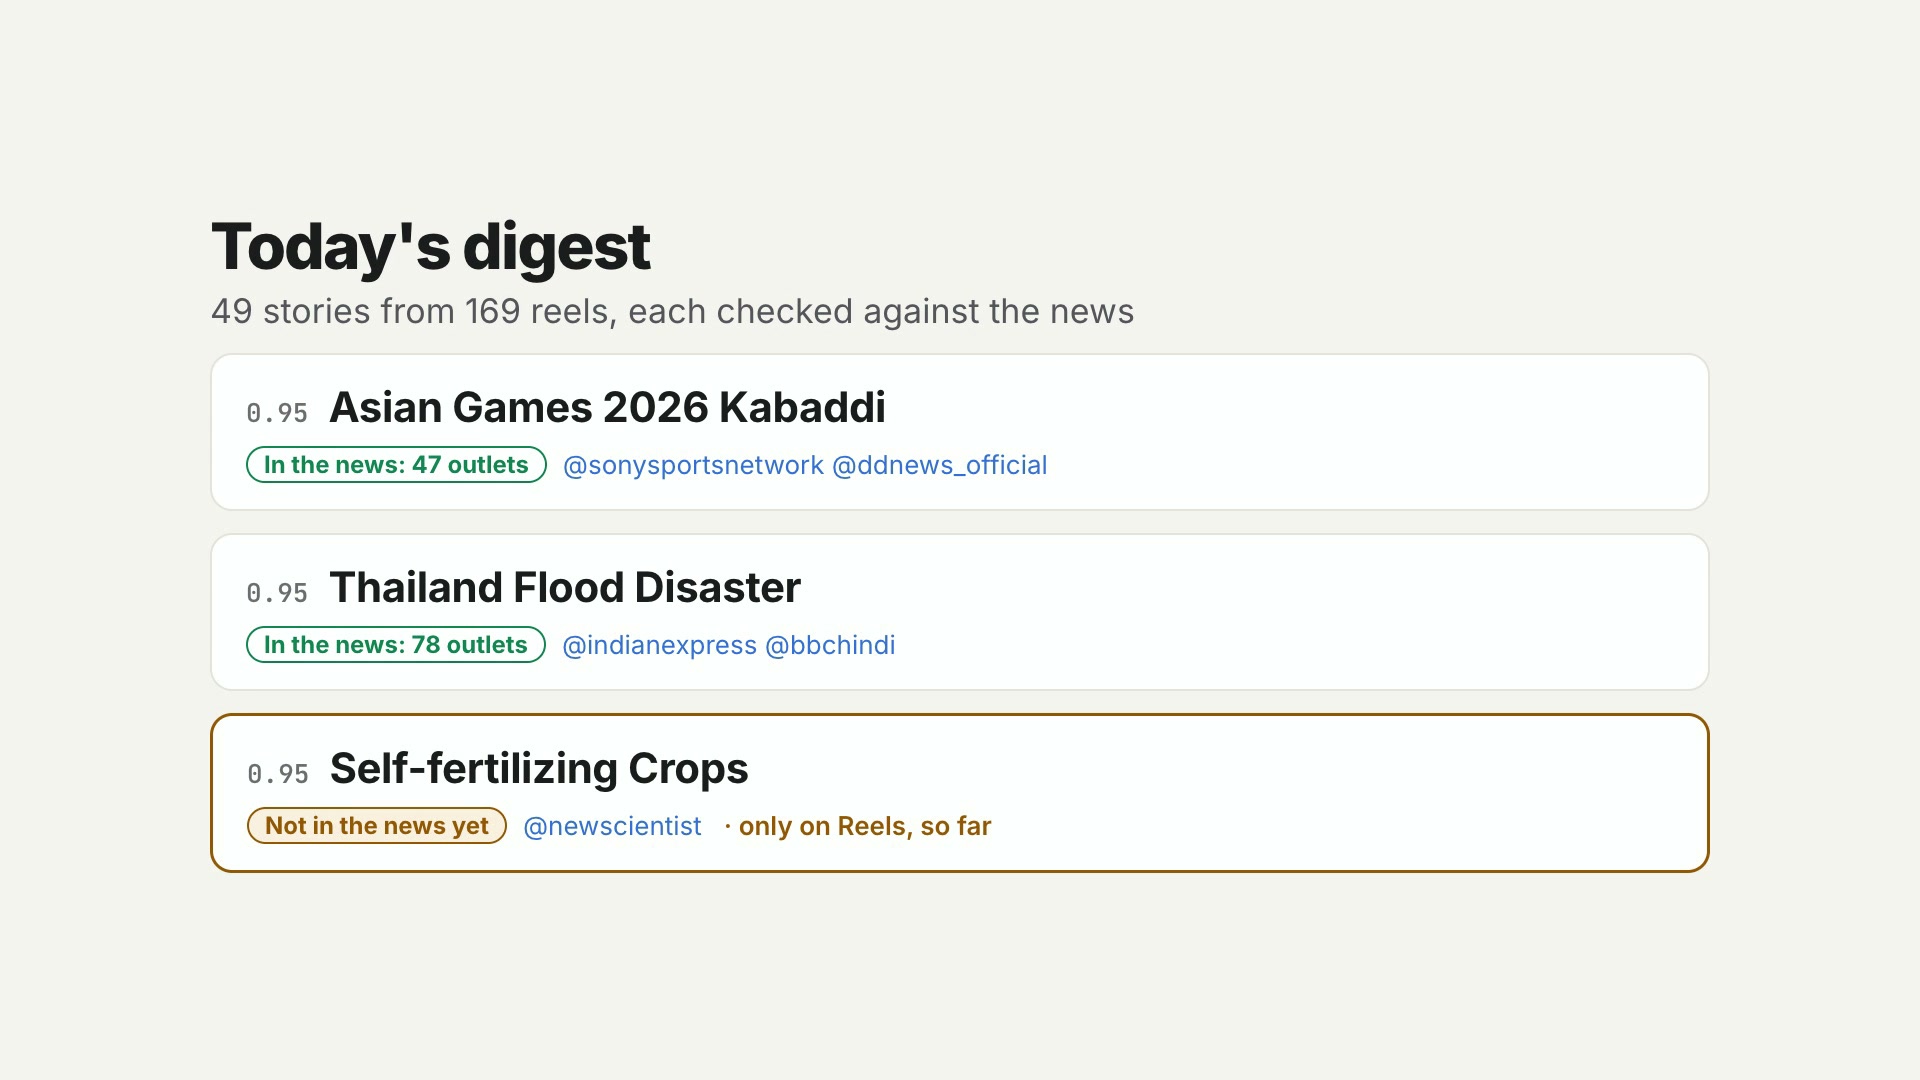 Today's digest
49 stories from 169 reels, each checked against the news
0.95 Asian Games 2026 Kabaddi
In the news: 47 outlets @sonysportsnetwork @ddnews_official
0.95 Thailand Flood Disaster
In the news: 78 outlets @indianexpress @bbchindi
0.95 Self-fertilizing Crops
Not in the news yet @newscientist · only on Reels, so far